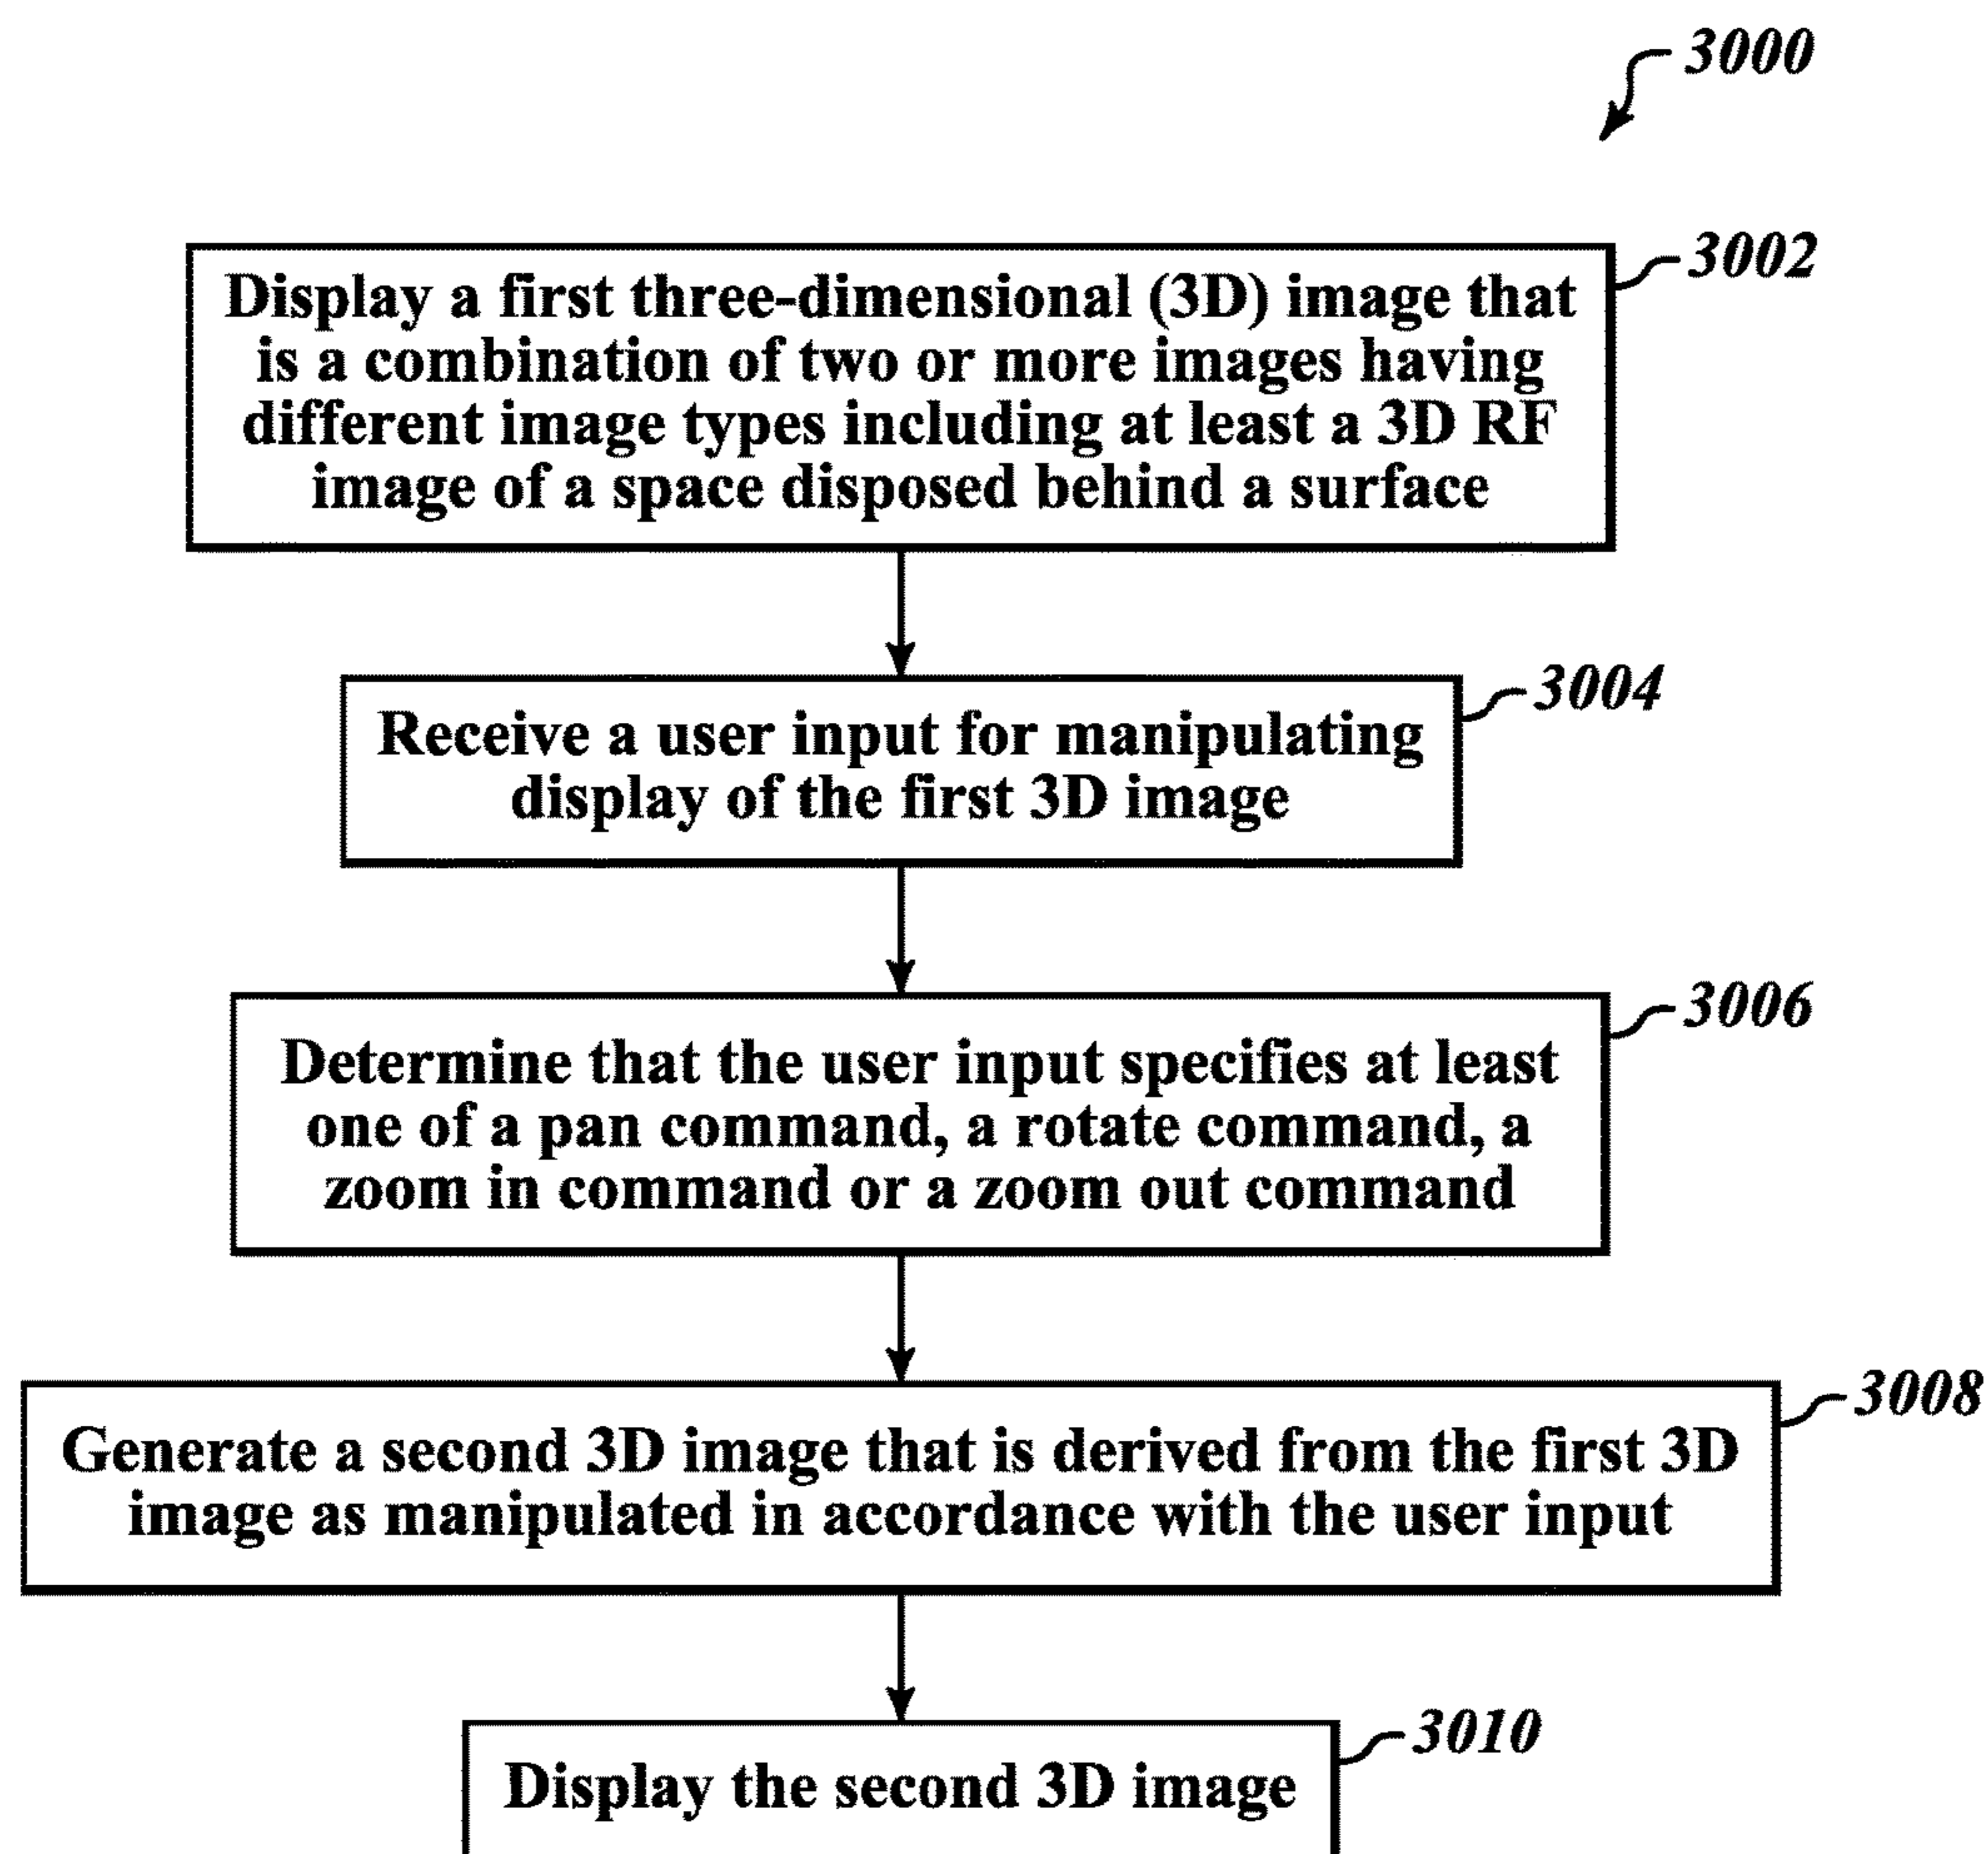 3000
3002
Display a first three-dimensional (3D) image that
is a combination of two or more images having
different image types including at least a 3D RF
image of a space disposed behind a surface
3004
Receive a user input for manipulating
display of the first 3D image
3006
Determine that the user input specifies at least
one of a pan command, a rotate command, a
zoom in command or a zoom out command
3008
Generate a second 3D image that is derived from the first 3D
image as manipulated in accordance with the user input
3010
Display the second 3D image